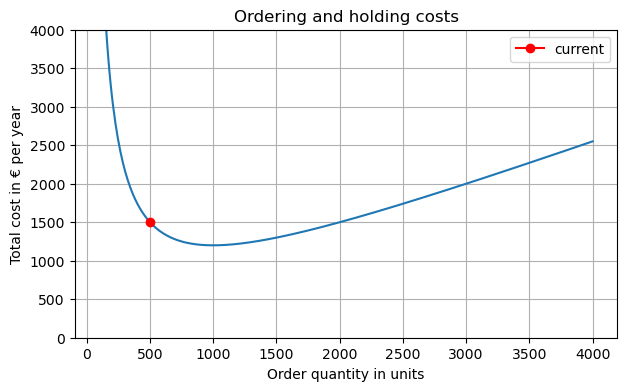 Ordering and holding costs
current
Total cost in € per year
4000
3500
3000
2500
2000
1500
1000
500
0
0 500 1000 1500 2000 2500 3000 3500 4000
Order quantity in units